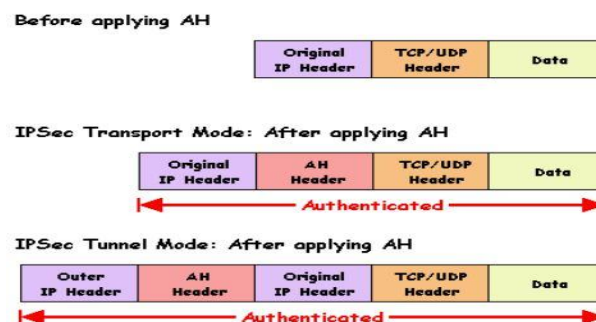 Before applying AH
Original IP Header
TCP/UDP Header
Data
IPSec Transport Mode: After applying AH
Original IP Header
AH Header
TCP/UDP Header
Data
Authenticated
IPSec Tunnel Mode: After applying AH
Outer IP Header
AH Header
Original IP Header
TCP/UDP Header
Data
Authenticated